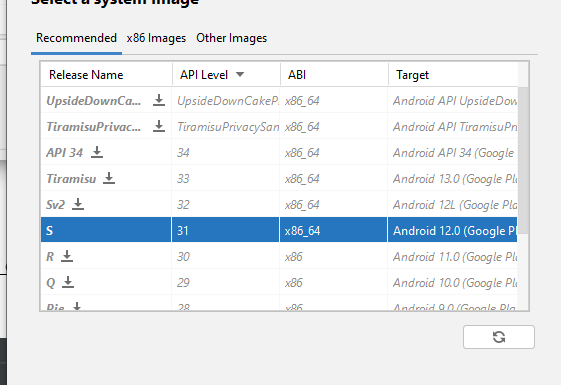 Select a system image
Recommended x86 Images Other Images
Release Name API Level ABI Target
UpsideDownCa... UpsideDownCakeP. x86_64 Android API UpsideDow
TiramisuPrivac... TiramisuPrivacySan x86_64 Android API TiramisuPri
API 34 34 x86_64 Android API 34 (Google
Tiramisu 33 x86_64 Android 13.0 (Google Pla
Sv2 32 x86_64 Android 12L (Google Pla
S 31 x86_64 Android 12.0 (Google Pl
R 30 x86 Android 11.0 (Google Pla
Q 29 x86 Android 10.0 (Google Pla
Pie 28 x86 Android 9.0 (Google Play